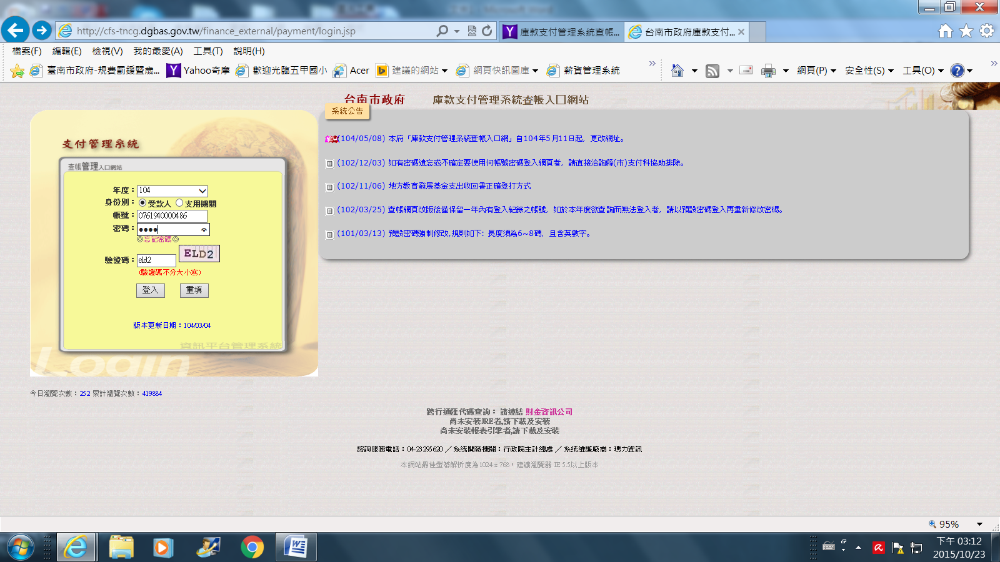 http://cfs-tncg.dgbas.gov.tw/finance_external/payment/login.jsp
庫款支付管理系統查帳...
台南市政府庫款支付...
檔案(F) 編輯(E) 檢視(V) 我的最愛(A) 工具(T) 說明(H)
臺南市政府-規費罰鍰暨歲... Yahoo奇摩 歡迎光臨五甲國小 Acer 建議的網站 網頁快訊圖庫 薪資管理系統 網頁(P) 安全性(S) 工具(O)
台南市政府 庫款支付管理系統查帳入口網站
系統公告
(104/05/08) 本府「庫款支付管理系統查帳入口網」自104年5月11日起，更改網址。
(102/12/03) 如有密碼遺忘或不確定要使用何帳號密碼登入網頁者，請直接洽詢縣(市)支付科協助排除。
(102/11/06) 地方教育發展基金支出收回書正確登打方式
(102/03/25) 查帳網頁改版後僅保留一年內有登入紀錄之帳號，如於本年度欲查詢而無法登入者，請以預設密碼登入再重新修改密碼。
(101/03/13) 預設密碼強制修改,規則如下: 長度須為6~8碼，且含英數字。
支付管理系統
查帳管理入口網站
年度：104
身份別：受款人 支用機關
帳號：0761940000486
密碼：●●●●
◎忘記密碼◎
驗證碼：eld2 ELD2
(驗證碼不分大小寫)
登入 重填
版本更新日期：104/03/04
資訊平台管理系統
Login
今日瀏覽次數：252 累計瀏覽次數：419884
跨行通匯代碼查詢： 請連結 財金資訊公司
尚未安裝JRE者,請下載及安裝
尚未安裝報表引擎者,請下載及安裝
諮詢服務電話：04-23295620 ／系統開發機關：行政院主計總處 ／ 系統維護廠商：瑪力資訊
本網站最佳螢幕解析度為1024 x 768，建議瀏覽器 IE 5.5以上版本
95%
下午 03:12
2015/10/23